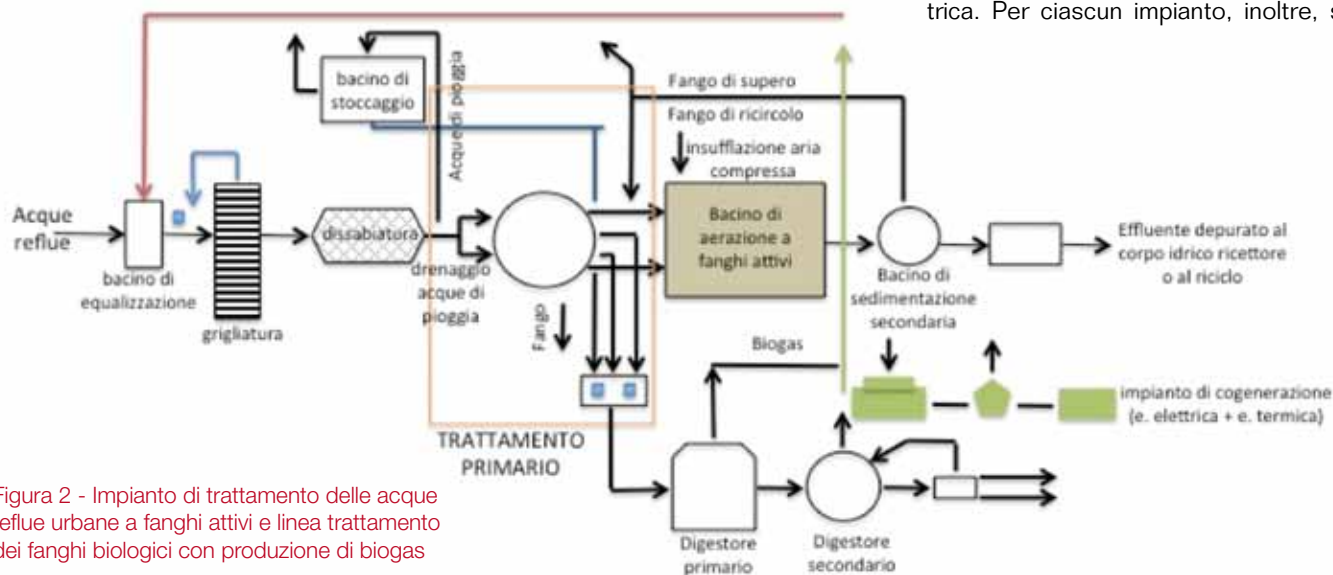 trica. Per ciascun impianto, inoltre, s
bacino di
stoccaggio
Acque di pioggia
Fango di supero
Fango di ricircolo
insufflazione aria
compressa
Acque
reflue
bacino di
equalizzazione
grigliatura
dissabiatura
drenaggio
acque di
pioggia
Bacino di
aerazione a
fanghi attivi
Bacino di
sedimentazione
secondaria
Effluente depurato al
corpo idrico ricettore
o al riciclo
Fango
Biogas
impianto di cogenerazione
(e. elettrica + e. termica)
TRATTAMENTO
PRIMARIO
Digestore
primario
Digestore
secondario
Figura 2 - Impianto di trattamento delle acque
reflue urbane a fanghi attivi e linea trattamento
dei fanghi biologici con produzione di biogas